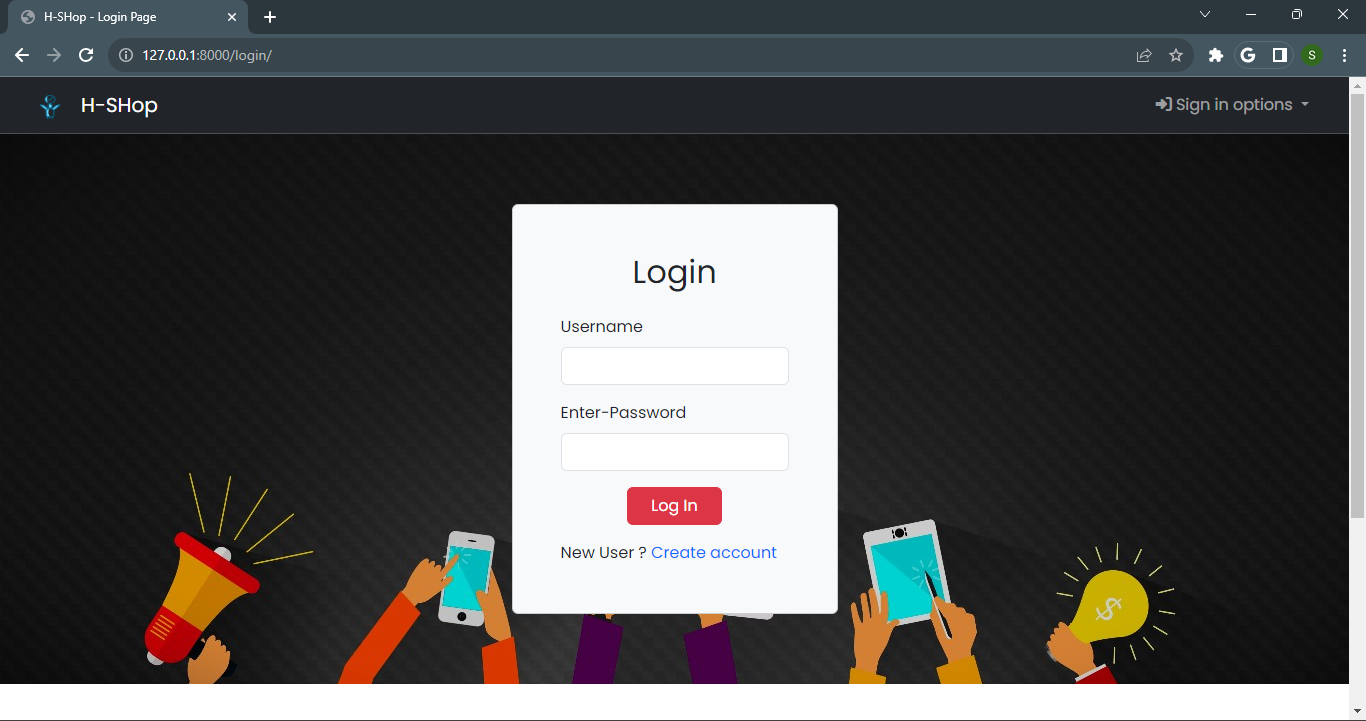 H-SHop - Login Page
127.0.0.1:8000/login/
G
S
H-SHop
Sign in options
Login
Username
Enter-Password
Log In
New User ? Create account
$